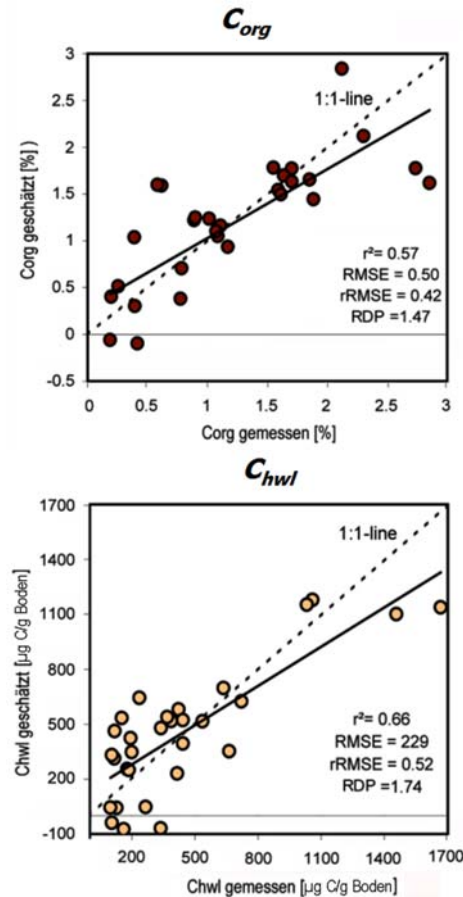 Corg
3
2.5
2
1.5
1
0.5
0
-0.5
Corg geschätzt [%] )
1:1-line
r²= 0.57
RMSE = 0.50
rRMSE = 0.42
RDP =1.47
0 0.5 1 1.5 2 2.5 3
Corg gemessen [%]
Chwl
1700
1400
1100
800
500
200
-100
Chwl geschätzt [µg C/g Boden]
1:1-line
r²= 0.66
RMSE = 229
rRMSE = 0.52
RDP =1.74
200 500 800 1100 1400 1700
Chwl gemessen [µg C/g Boden]